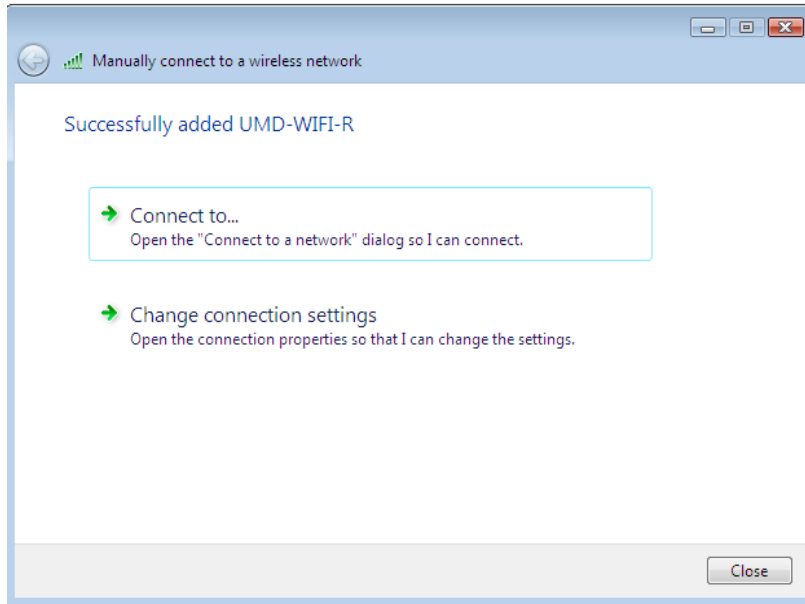 Manually connect to a wireless network
Successfully added UMD-WIFI-R
Connect to...
Open the "Connect to a network" dialog so I can connect.
Change connection settings
Open the connection properties so that I can change the settings.
Close